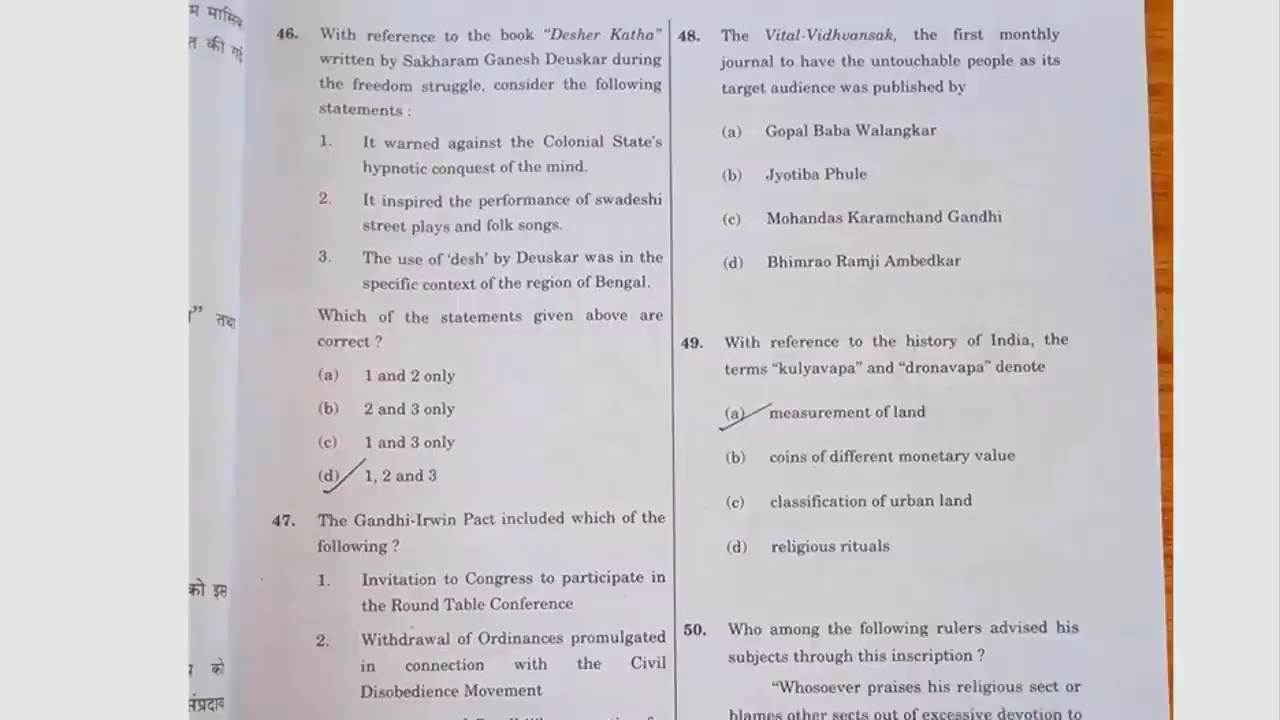 म मासिक
त की गई
” तथा
को इस
को
संप्रदाय
46. With reference to the book “Desher Katha”
written by Sakharam Ganesh Deuskar during
the freedom struggle, consider the following
statements :
1. It warned against the Colonial State’s
hypnotic conquest of the mind.
2. It inspired the performance of swadeshi
street plays and folk songs.
3. The use of ‘desh’ by Deuskar was in the
specific context of the region of Bengal.
Which of the statements given above are
correct ?
(a) 1 and 2 only
(b) 2 and 3 only
(c) 1 and 3 only
(d) 1, 2 and 3
47. The Gandhi-Irwin Pact included which of the
following ?
1. Invitation to Congress to participate in
the Round Table Conference
2. Withdrawal of Ordinances promulgated
in connection with the Civil
Disobedience Movement
48. The Vital-Vidhvansak, the first monthly
journal to have the untouchable people as its
target audience was published by
(a) Gopal Baba Walangkar
(b) Jyotiba Phule
(c) Mohandas Karamchand Gandhi
(d) Bhimrao Ramji Ambedkar
49. With reference to the history of India, the
terms “kulyavapa” and “dronavapa” denote
(a) measurement of land
(b) coins of different monetary value
(c) classification of urban land
(d) religious rituals
50. Who among the following rulers advised his
subjects through this inscription ?
“Whosoever praises his religious sect or
blames other sects out of excessive devotion to